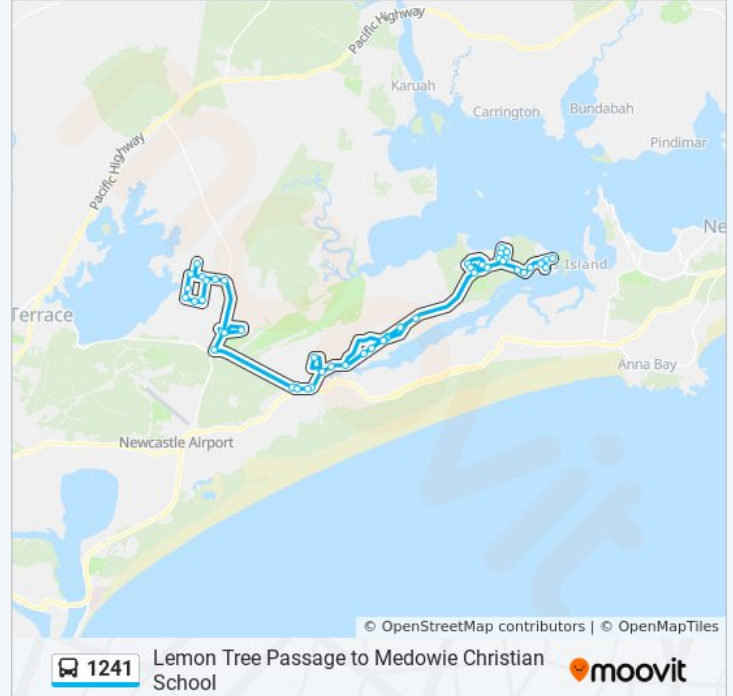 Pacific Highway
Karuah
Carrington
Bundabah
Pindimar
Pacific Highway
Ne
s Island
Terrace
Anna Bay
Newcastle Airport
© OpenStreetMap contributors | © OpenMapTiles
1241
Lemon Tree Passage to Medowie Christian
School
moovit